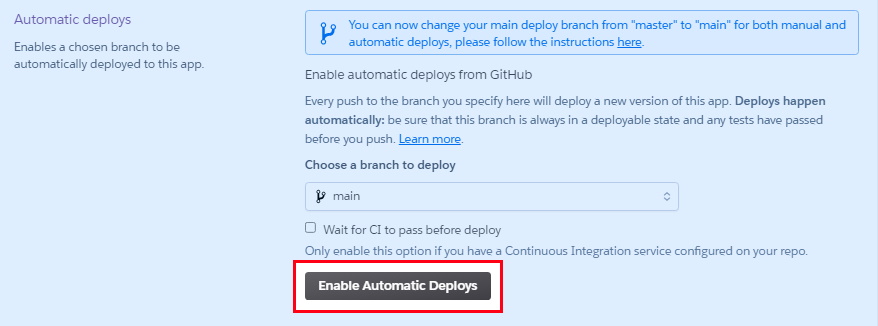 Automatic deploys
Enables a chosen branch to be
automatically deployed to this app.
You can now change your main deploy branch from "master" to "main" for both manual and
automatic deploys, please follow the instructions here.
Enable automatic deploys from GitHub
Every push to the branch you specify here will deploy a new version of this app. Deploys happen
automatically: be sure that this branch is always in a deployable state and any tests have passed
before you push. Learn more.
Choose a branch to deploy
main
Wait for CI to pass before deploy
Only enable this option if you have a Continuous Integration service configured on your repo.
Enable Automatic Deploys